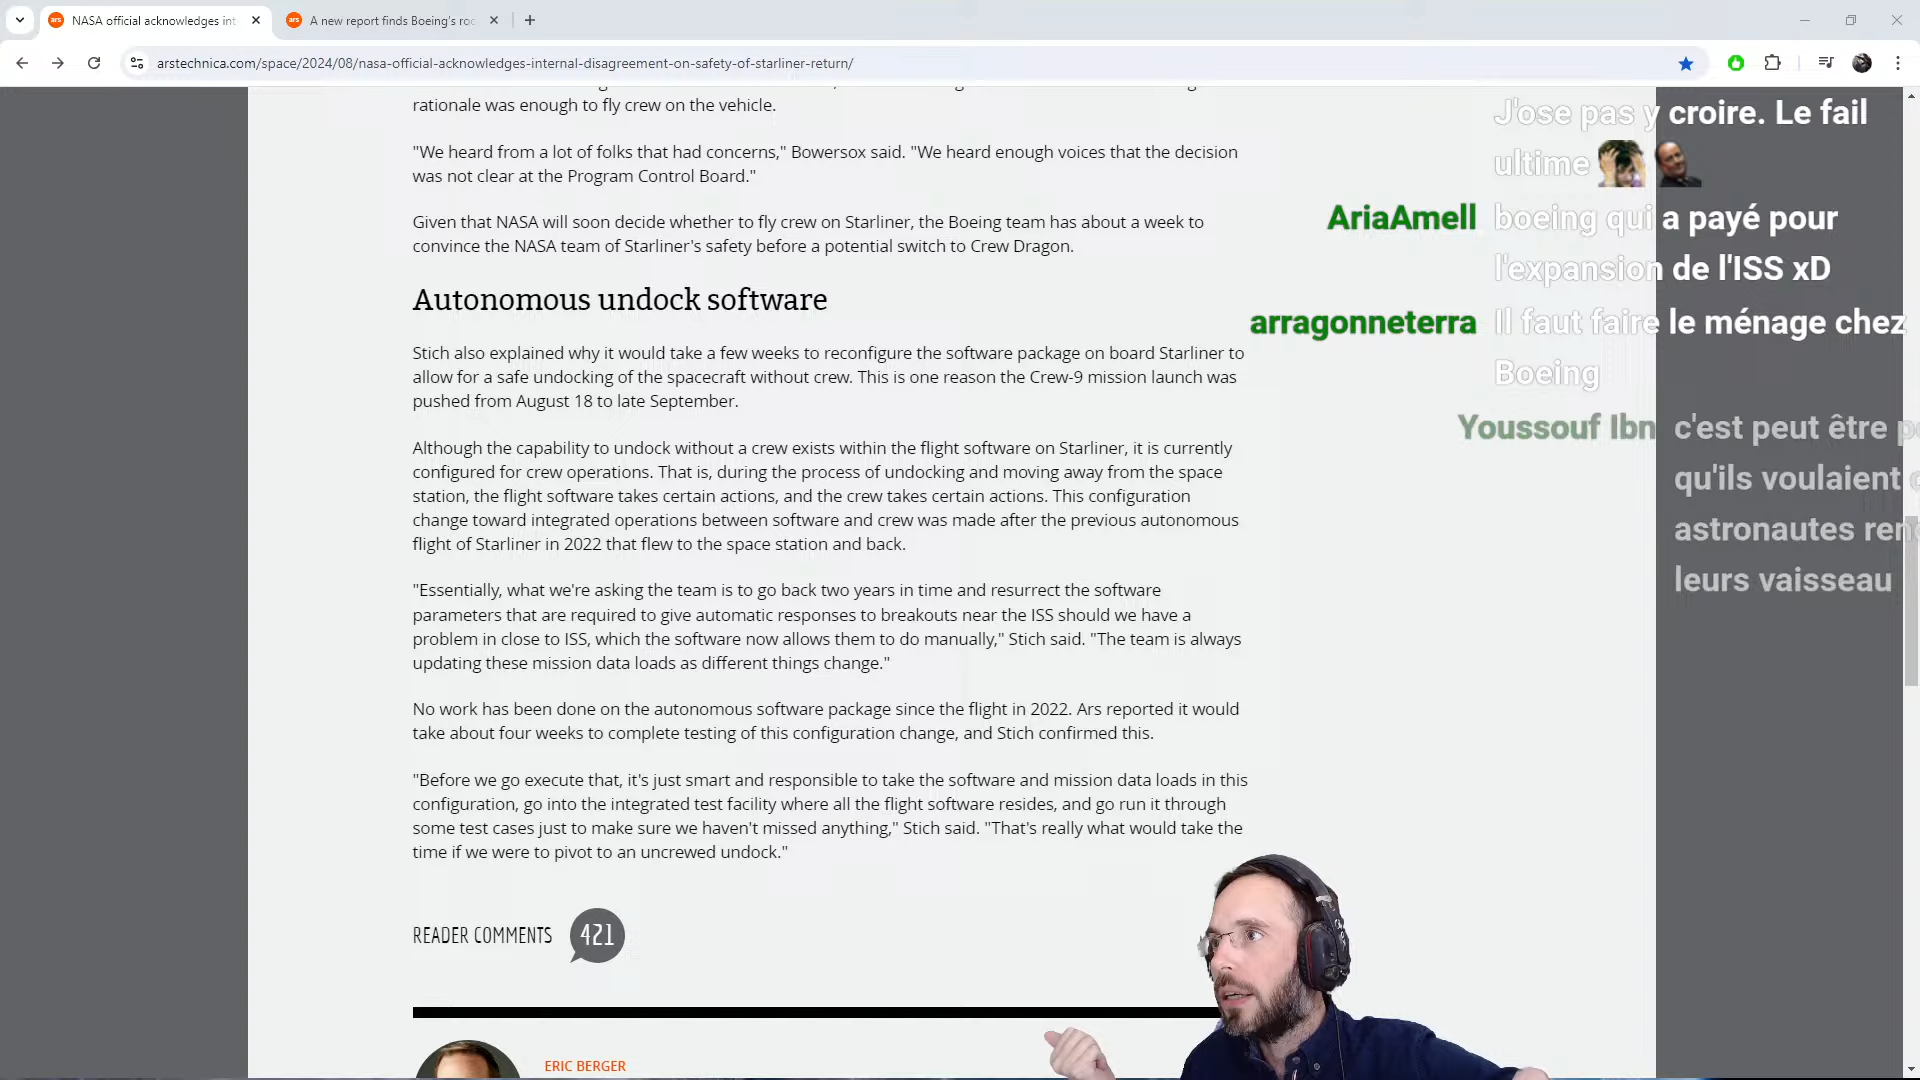 NASA official acknowledges int
A new report finds Boeing's roc
arstechnica.com/space/2024/08/nasa-official-acknowledges-internal-disagreement-on-safety-of-starliner-return/
rationale was enough to fly crew on the vehicle.
"We heard from a lot of folks that had concerns," Bowersox said. "We heard enough voices that the decision
was not clear at the Program Control Board."
Given that NASA will soon decide whether to fly crew on Starliner, the Boeing team has about a week to
convince the NASA team of Starliner's safety before a potential switch to Crew Dragon.
Autonomous undock software
Stich also explained why it would take a few weeks to reconfigure the software package on board Starliner to
allow for a safe undocking of the spacecraft without crew. This is one reason the Crew-9 mission launch was
pushed from August 18 to late September.
Although the capability to undock without a crew exists within the flight software on Starliner, it is currently
configured for crew operations. That is, during the process of undocking and moving away from the space
station, the flight software takes certain actions, and the crew takes certain actions. This configuration
change toward integrated operations between software and crew was made after the previous autonomous
flight of Starliner in 2022 that flew to the space station and back.
"Essentially, what we're asking the team is to go back two years in time and resurrect the software
parameters that are required to give automatic responses to breakouts near the ISS should we have a
problem in close to ISS, which the software now allows them to do manually," Stich said. "The team is always
updating these mission data loads as different things change."
No work has been done on the autonomous software package since the flight in 2022. Ars reported it would
take about four weeks to complete testing of this configuration change, and Stich confirmed this.
"Before we go execute that, it's just smart and responsible to take the software and mission data loads in this
configuration, go into the integrated test facility where all the flight software resides, and go run it through
some test cases just to make sure we haven't missed anything," Stich said. "That's really what would take the
time if we were to pivot to an uncrewed undock."
READER COMMENTS 421
ERIC BERGER
J'ose pas y croire. Le fail
ultime
AriaAmell boeing qui a payé pour
l'expansion de l'ISS xD
arragonneterra Il faut faire le ménage chez
Boeing
Youssouf Ibn c'est peut être
qu'ils voulaient
astronautes
leurs vaisseau